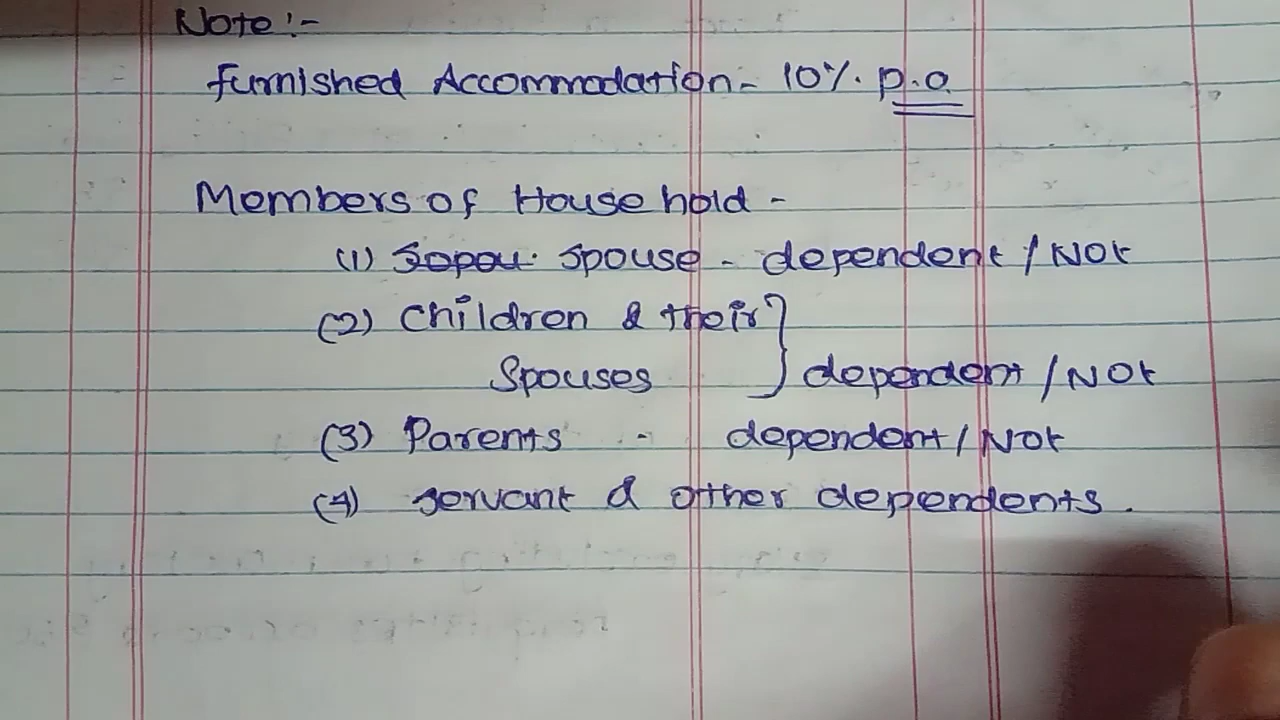 Note :-
Furnished Accommodation - 10%. p.a
Members of House hold -
(1) Sopou. Spouse - dependent / Not
(2) Children & their
Spouses } dependent / Not
(3) Parents - dependent / Not
(4) Servant & other dependents.